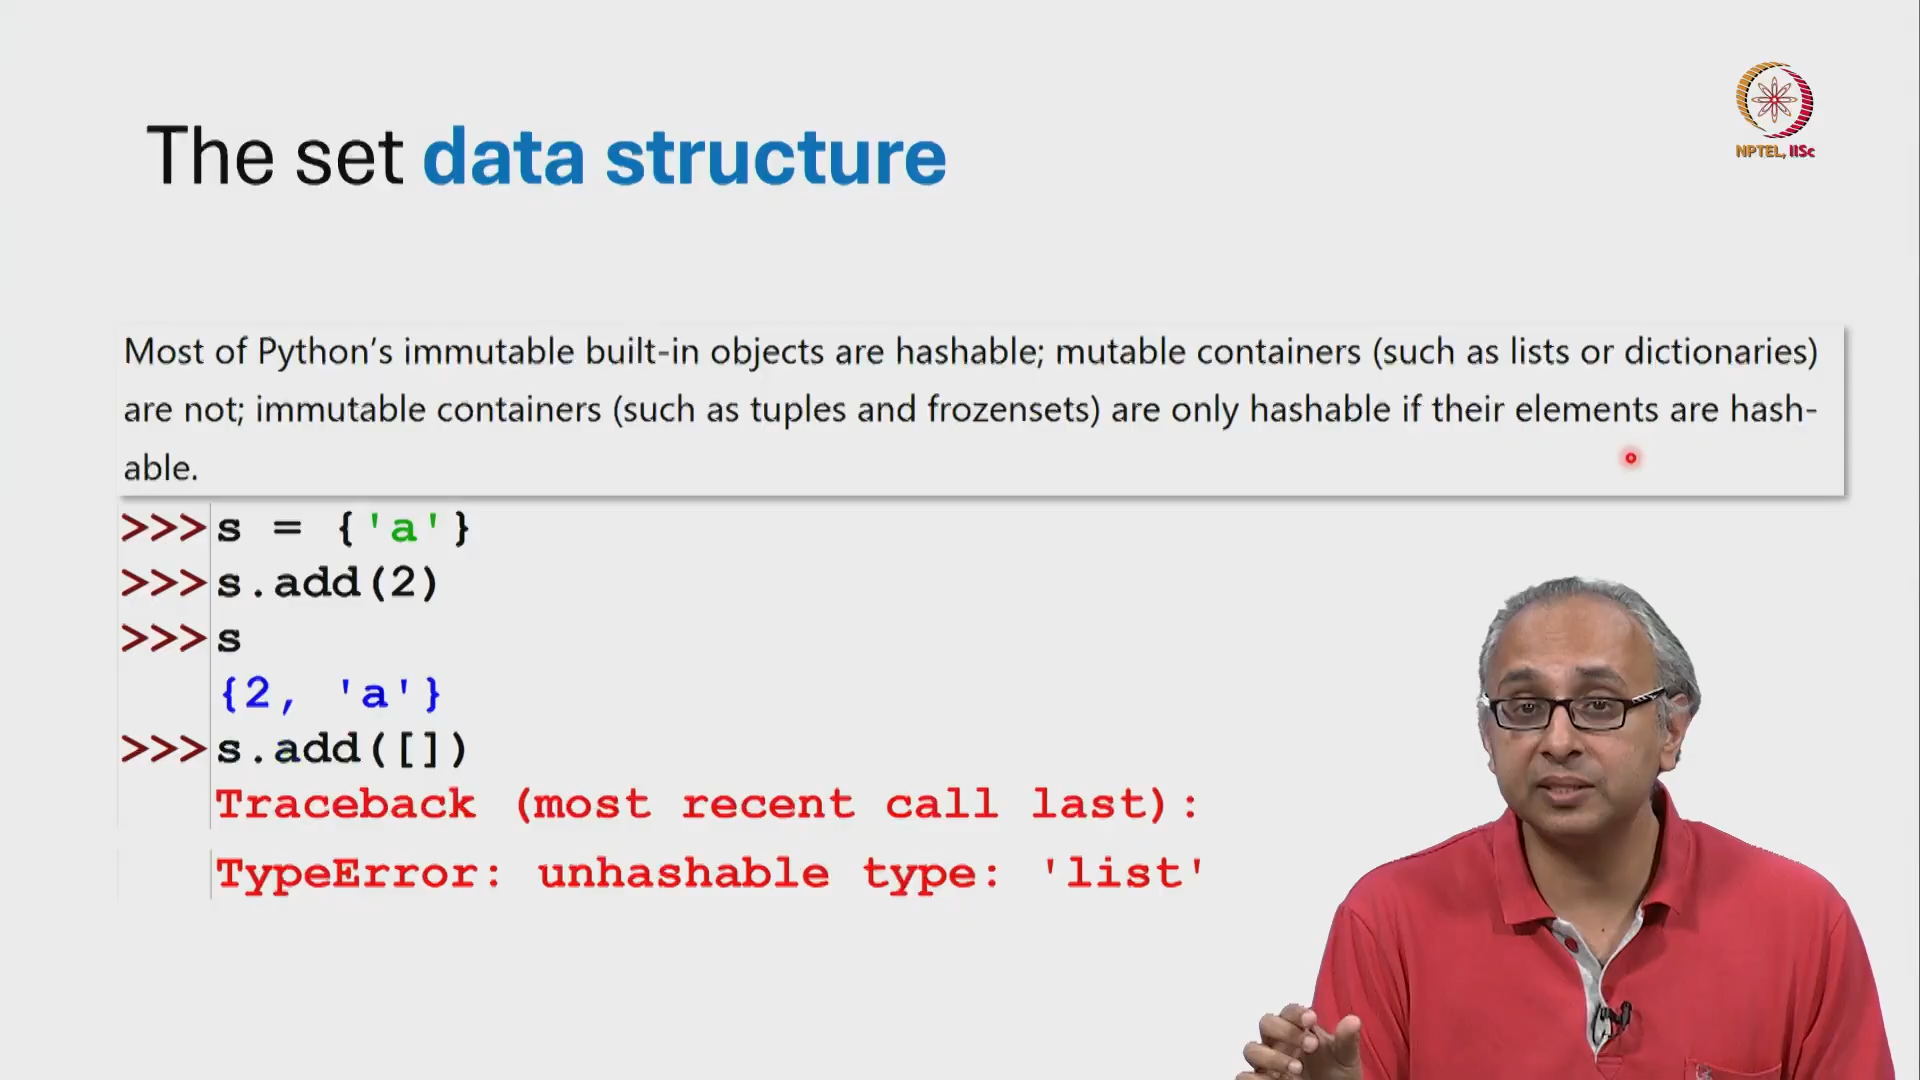 NPTEL, IISc
The set data structure
Most of Python's immutable built-in objects are hashable; mutable containers (such as lists or dictionaries)
are not; immutable containers (such as tuples and frozensets) are only hashable if their elements are hash-
able.
>>> s = {'a'}
>>> s.add(2)
>>> s
{2, 'a'}
>>> s.add([])
Traceback (most recent call last):
TypeError: unhashable type: 'list'